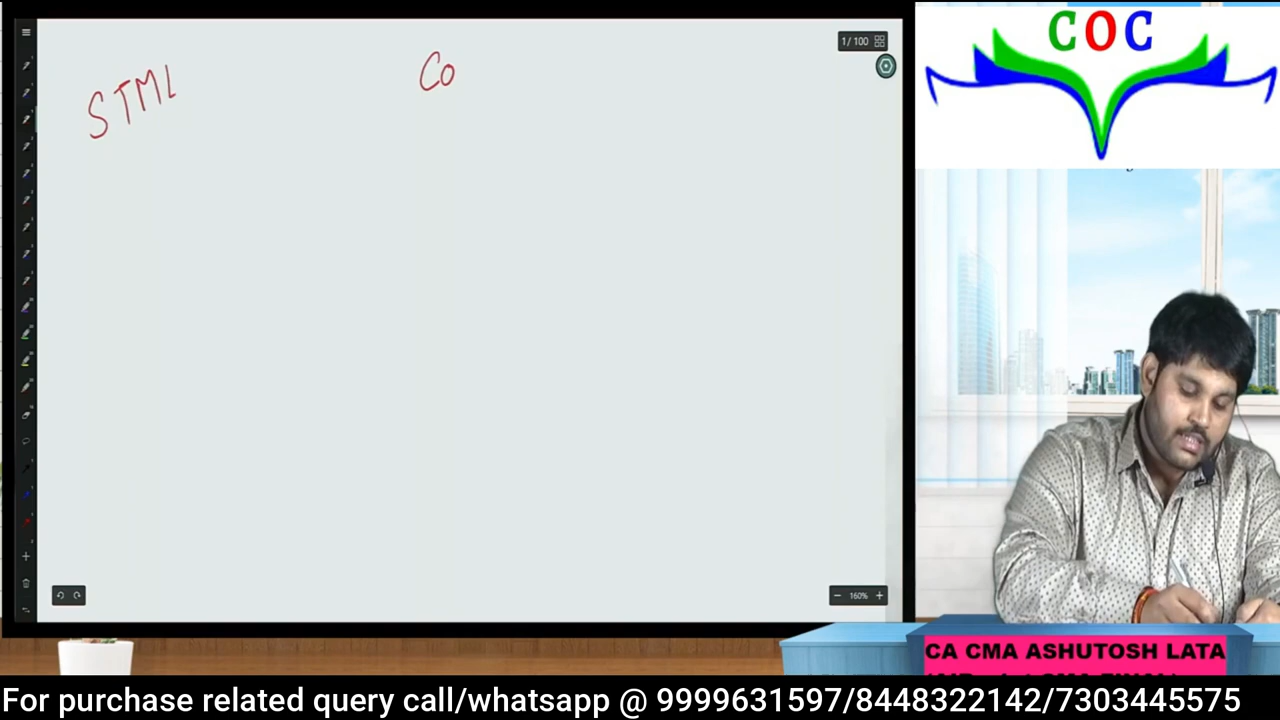 COC
1/100
STML Co
160%
CA CMA ASHUTOSH LATA
For purchase related query call/whatsapp @ 9999631597/8448322142/7303445575